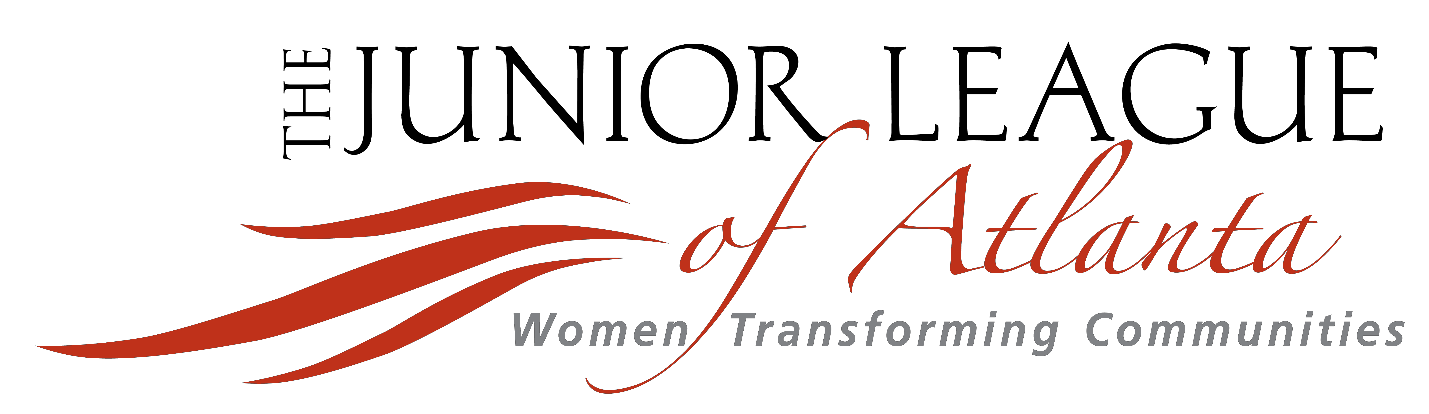 THE JUNIOR LEAGUE
of Atlanta
Women Transforming Communities